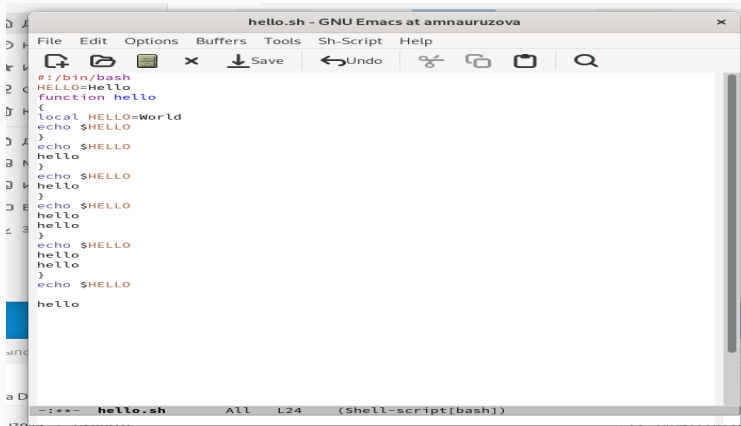 hello.sh - GNU Emacs at amnauruzova
File Edit Options Buffers Tools Sh-Script Help
Save Undo
#!/bin/bash
HELLO=Hello
function hello
{
local HELLO=World
echo $HELLO
}
echo $HELLO
hello
}
echo $HELLO
hello
}
echo $HELLO
hello
hello
}
echo $HELLO
hello
hello
}
echo $HELLO
hello
-:**- hello.sh All L24 (Shell-script[bash])